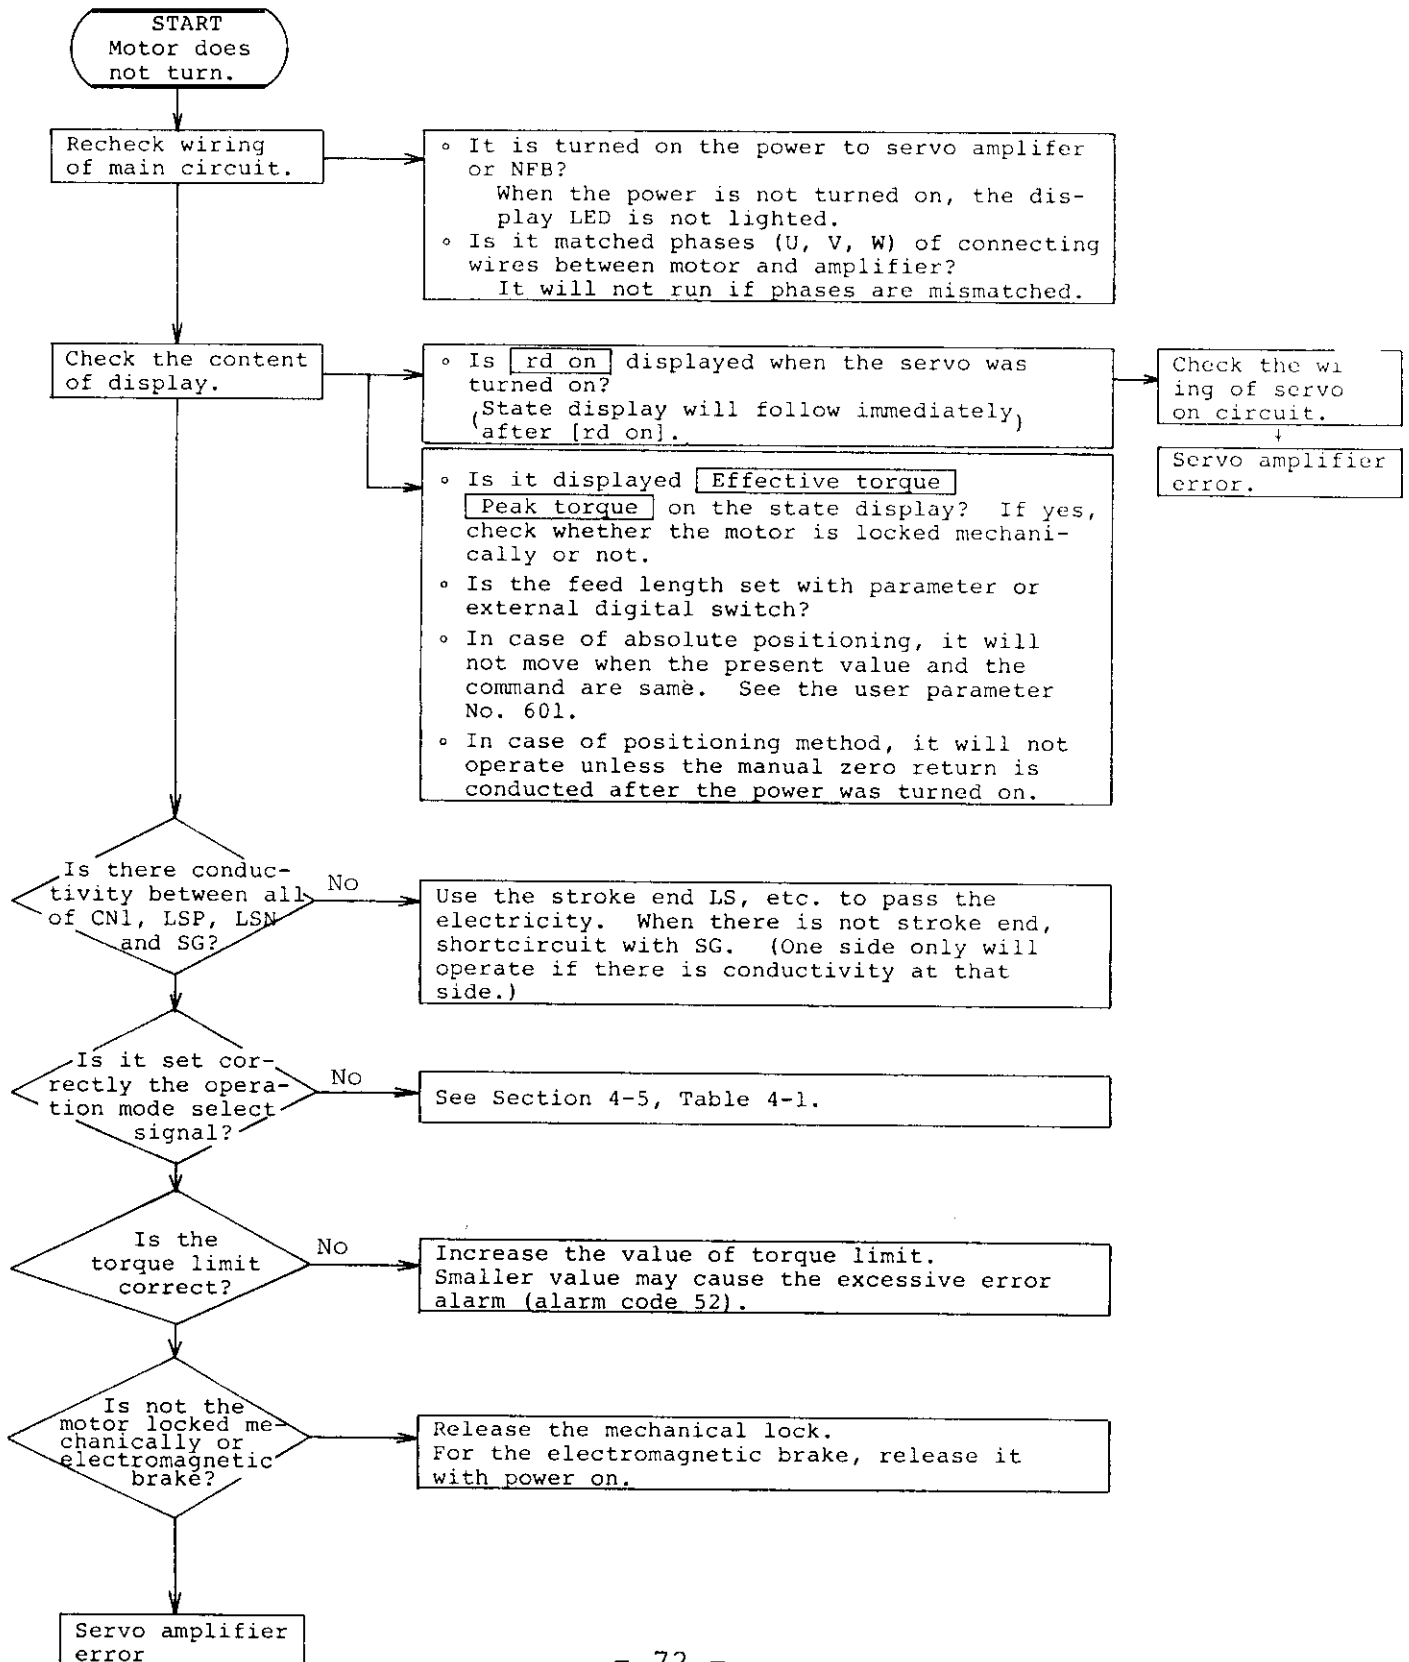 START
Motor does
not turn.
Recheck wiring
of main circuit.
° It is turned on the power to servo amplifer
or NFB?
When the power is not turned on, the dis-
play LED is not lighted.
° Is it matched phases (U, V, W) of connecting
wires between motor and amplifier?
It will not run if phases are mismatched.
Check the content
of display.
° Is rd on displayed when the servo was
turned on?
(State display will follow immediately)
after [rd on].
Check the wi
ing of servo
on circuit.
↓
Servo amplifier
error.
° Is it displayed Effective torque
Peak torque on the state display? If yes,
check whether the motor is locked mechani-
cally or not.
° Is the feed length set with parameter or
external digital switch?
° In case of absolute positioning, it will
not move when the present value and the
command are same. See the user parameter
No. 601.
° In case of positioning method, it will not
operate unless the manual zero return is
conducted after the power was turned on.
Is there conduc-
tivity between all
of CN1, LSP, LSN
and SG?
No
Use the stroke end LS, etc. to pass the
electricity. When there is not stroke end,
shortcircuit with SG. (One side only will
operate if there is conductivity at that
side.)
Is it set cor-
rectly the opera-
tion mode select
signal?
No
See Section 4-5, Table 4-1.
Is the
torque limit
correct?
No
Increase the value of torque limit.
Smaller value may cause the excessive error
alarm (alarm code 52).
Is not the
motor locked me-
chanically or
electromagnetic
brake?
Release the mechanical lock.
For the electromagnetic brake, release it
with power on.
Servo amplifier
error
- 72 -